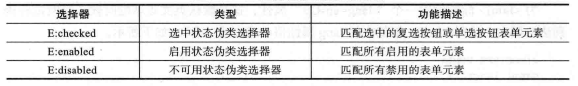 选择器 类型 功能描述
E:checked 选中状态伪类选择器 匹配选中的复选按钮或单选按钮表单元素
E:enabled 启用状态伪类选择器 匹配所有启用的表单元素
E:disabled 不可用状态伪类选择器 匹配所有禁用的表单元素